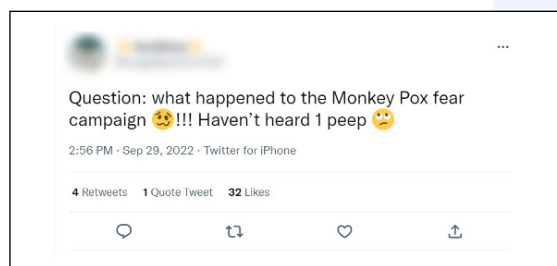 Question: what happened to the Monkey Pox fear
campaign 🥴!!! Haven’t heard 1 peep 🙄
2:56 PM · Sep 29, 2022 · Twitter for iPhone
4 Retweets 1 Quote Tweet 32 Likes